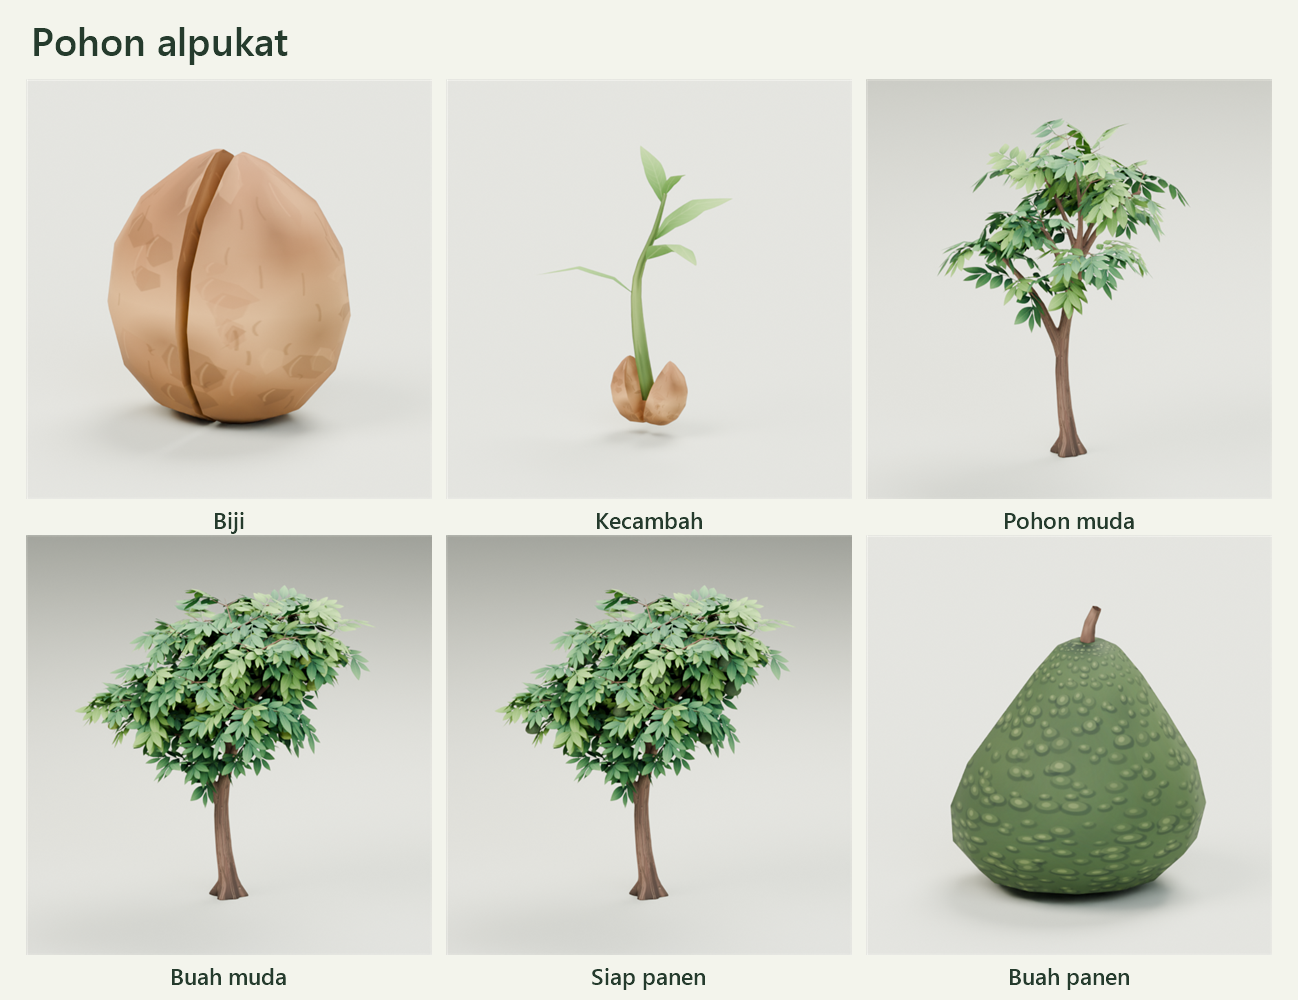 Pohon alpukat
Biji
Kecambah
Pohon muda
Buah muda
Siap panen
Buah panen